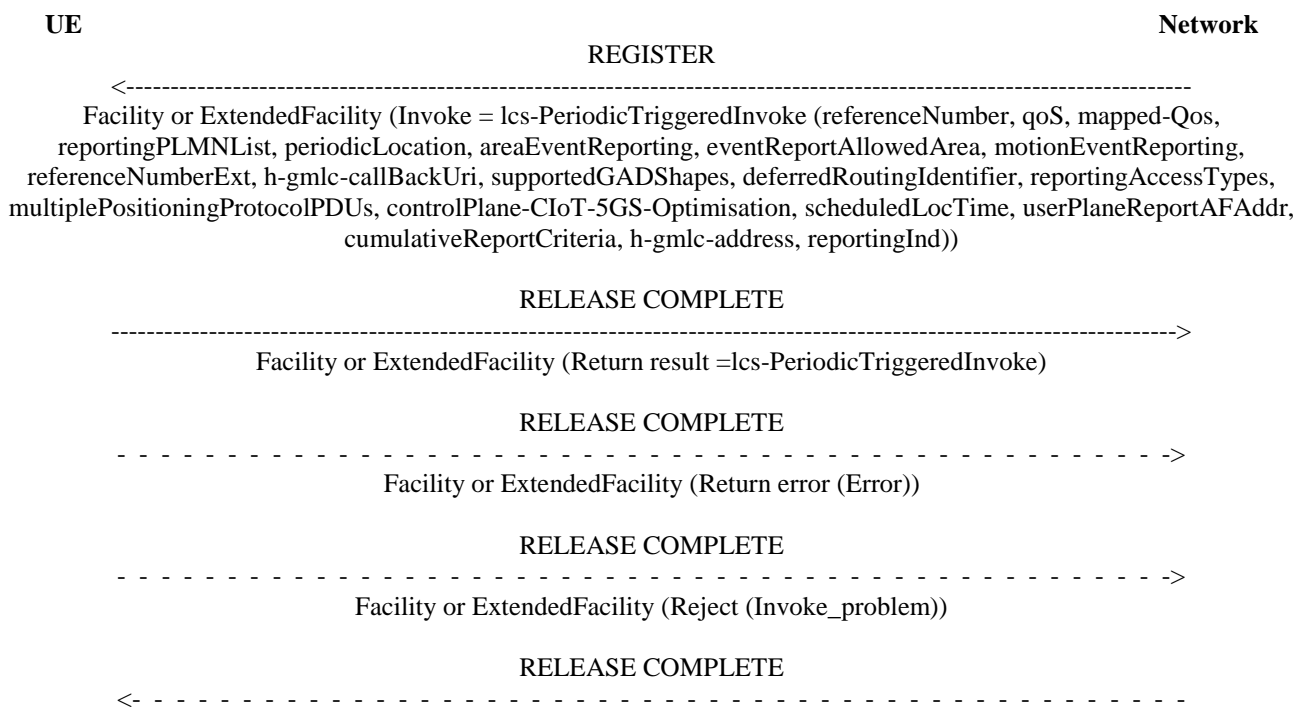 UE Network
REGISTER
<------------------------------------------------------------------------------------------------------------------------
Facility or ExtendedFacility (Invoke = lcs-PeriodicTriggeredInvoke (referenceNumber, qoS, mapped-Qos,
reportingPLMNList, periodicLocation, areaEventReporting, eventReportAllowedArea, motionEventReporting,
referenceNumberExt, h-gmlc-callBackUri, supportedGADShapes, deferredRoutingIdentifier, reportingAccessTypes,
multiplePositioningProtocolPDUs, controlPlane-CIoT-5GS-Optimisation, scheduledLocTime, userPlaneReportAFAddr,
cumulativeReportCriteria, h-gmlc-address, reportingInd))
RELEASE COMPLETE
------------------------------------------------------------------------------------------------------------------------>
Facility or ExtendedFacility (Return result =lcs-PeriodicTriggeredInvoke)
RELEASE COMPLETE
- - - - - - - - - - - - - - - - - - - - - - - - - - - - - - - - - - - - - - - - - - - - - - - - ->
Facility or ExtendedFacility (Return error (Error))
RELEASE COMPLETE
- - - - - - - - - - - - - - - - - - - - - - - - - - - - - - - - - - - - - - - - - - - - - - - - ->
Facility or ExtendedFacility (Reject (Invoke_problem))
RELEASE COMPLETE
<- - - - - - - - - - - - - - - - - - - - - - - - - - - - - - - - - - - - - - - - - - - - - - - - -